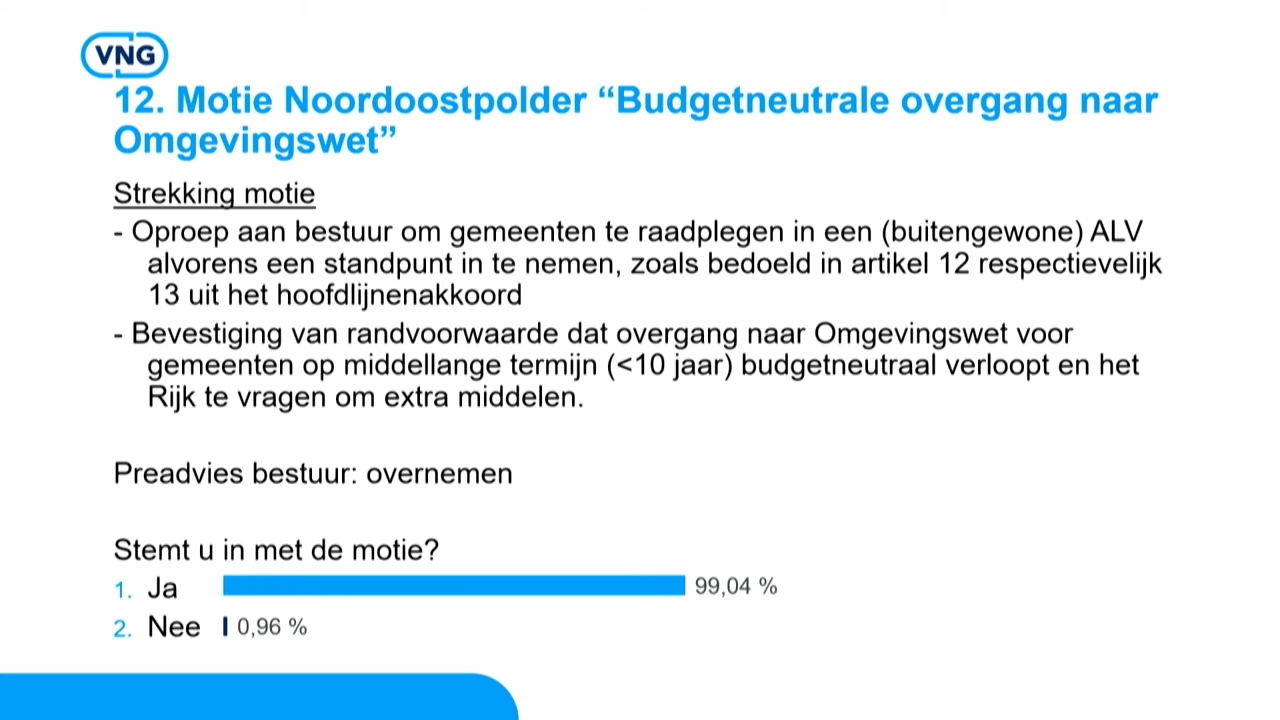 VNG
12. Motie Noordoostpolder “Budgetneutrale overgang naar
Omgevingswet”
Strekking motie
- Oproep aan bestuur om gemeenten te raadplegen in een (buitengewone) ALV
alvorens een standpunt in te nemen, zoals bedoeld in artikel 12 respectievelijk
13 uit het hoofdlijnenakkoord
- Bevestiging van randvoorwaarde dat overgang naar Omgevingswet voor
gemeenten op middellange termijn (<10 jaar) budgetneutraal verloopt en het
Rijk te vragen om extra middelen.
Preadvies bestuur: overnemen
Stemt u in met de motie?
1. Ja 99,04 %
2. Nee 0,96 %